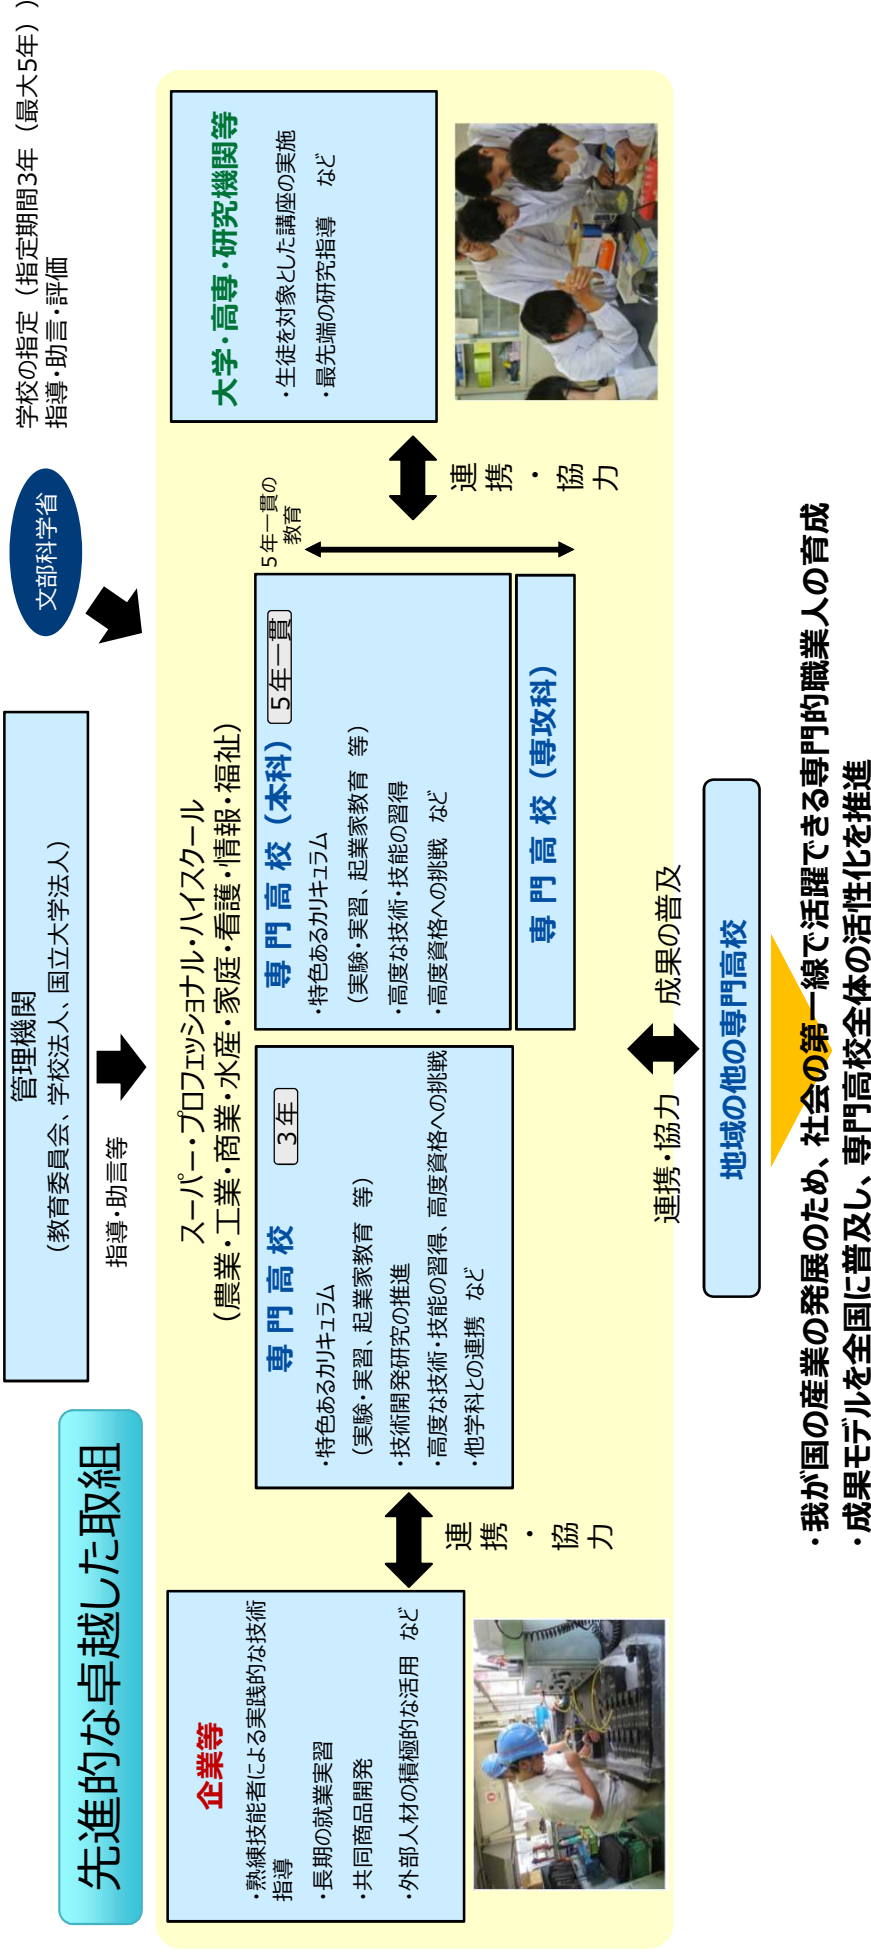 先進的な卓越した取組
管理機関
（教育委員会、学校法人、国立大学法人）
指導・助言等
文部科学省
学校の指定（指定期間3年（最大5年））
指導・助言・評価
スーパー・プロフェッショナル・ハイスクール
（農業・工業・商業・水産・家庭・看護・情報・福祉）
企業等
・熟練技能者による実践的な技術
指導
・長期の就業実習
・共同商品開発
・外部人材の積極的な活用 など
連携・協力
専門高校
３年
・特色あるカリキュラム
（実験・実習、起業家教育 等）
・技術開発研究の推進
・高度な技術・技能の習得、高度資格への挑戦
・他学科との連携 など
専門高校（本科）
５年一貫
・特色あるカリキュラム
（実験・実習、起業家教育 等）
・高度な技術・技能の習得
・高度資格への挑戦 など
専門高校（専攻科）
５年一貫の
教育
連携・協力
大学・高専・研究機関等
・生徒を対象とした講座の実施
・最先端の研究指導 など
連携・協力
成果の普及
地域の他の専門高校
・我が国の産業の発展のため、社会の第一線で活躍できる専門的職業人の育成
・成果モデルを全国に普及し、専門高校全体の活性化を推進